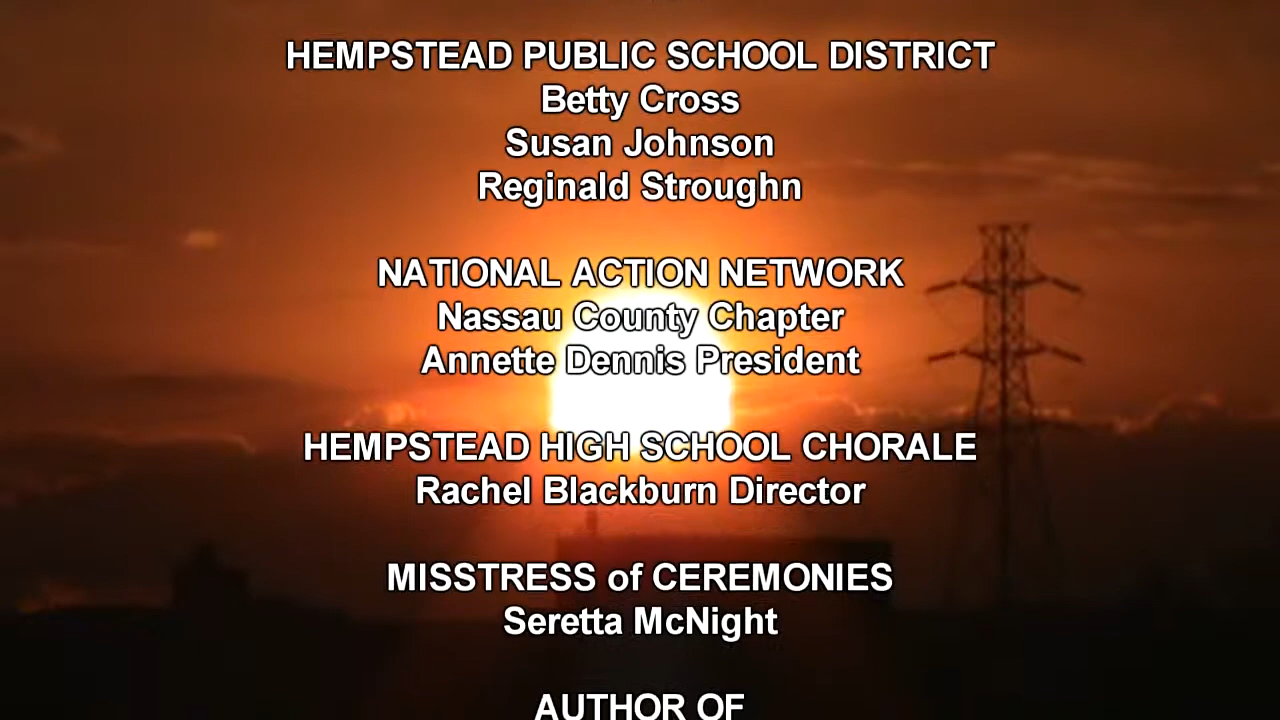 HEMPSTEAD PUBLIC SCHOOL DISTRICT
Betty Cross
Susan Johnson
Reginald Stroughn
NATIONAL ACTION NETWORK
Nassau County Chapter
Annette Dennis President
HEMPSTEAD HIGH SCHOOL CHORALE
Rachel Blackburn Director
MISSTRESS of CEREMONIES
Seretta McNight
AUTHOR OF